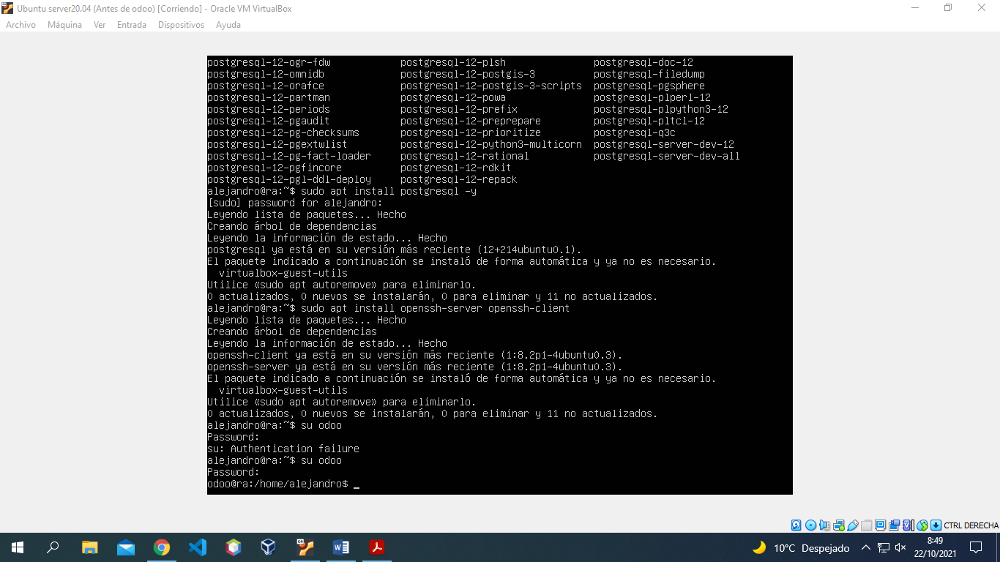 Ubuntu server20.04 (Antes de odoo) [Corriendo] - Oracle VM VirtualBox
Archivo Máquina Ver Entrada Dispositivos Ayuda
postgresql-12-ogr-fdw postgresql-12-plsh postgresql-doc-12
postgresql-12-omnidb postgresql-12-postgis-3 postgresql-filedump
postgresql-12-orafce postgresql-12-postgis-3-scripts postgresql-pgsphere
postgresql-12-partman postgresql-12-powa postgresql-plperl-12
postgresql-12-periods postgresql-12-prefix postgresql-plpython3-12
postgresql-12-pgaudit postgresql-12-preprepare postgresql-pltcl-12
postgresql-12-pg-checksums postgresql-12-prioritize postgresql-q3c
postgresql-12-pgextwlist postgresql-12-python3-multicorn postgresql-server-dev-12
postgresql-12-pg-fact-loader postgresql-12-rational postgresql-server-dev-all
postgresql-12-pgfincore postgresql-12-rdkit
postgresql-12-pgl-ddl-deploy postgresql-12-repack
alejandro@ra:~$ sudo apt install postgresql -y
[sudo] password for alejandro:
Leyendo lista de paquetes... Hecho
Creando árbol de dependencias
Leyendo la información de estado... Hecho
postgresql ya está en su versión más reciente (12+214ubuntu0.1).
El paquete indicado a continuación se instaló de forma automática y ya no es necesario.
virtualbox-guest-utils
Utilice «sudo apt autoremove» para eliminarlo.
0 actualizados, 0 nuevos se instalarán, 0 para eliminar y 11 no actualizados.
alejandro@ra:~$ sudo apt install openssh-server openssh-client
Leyendo lista de paquetes... Hecho
Creando árbol de dependencias
Leyendo la información de estado... Hecho
openssh-client ya está en su versión más reciente (1:8.2p1-4ubuntu0.3).
openssh-server ya está en su versión más reciente (1:8.2p1-4ubuntu0.3).
El paquete indicado a continuación se instaló de forma automática y ya no es necesario.
virtualbox-guest-utils
Utilice «sudo apt autoremove» para eliminarlo.
0 actualizados, 0 nuevos se instalarán, 0 para eliminar y 11 no actualizados.
alejandro@ra:~$ su odoo
Password:
su: Authentication failure
alejandro@ra:~$ su odoo
Password:
odoo@ra:/home/alejandro$ _
CTRL DERECHA
10°C Despejado
8:49
22/10/2021